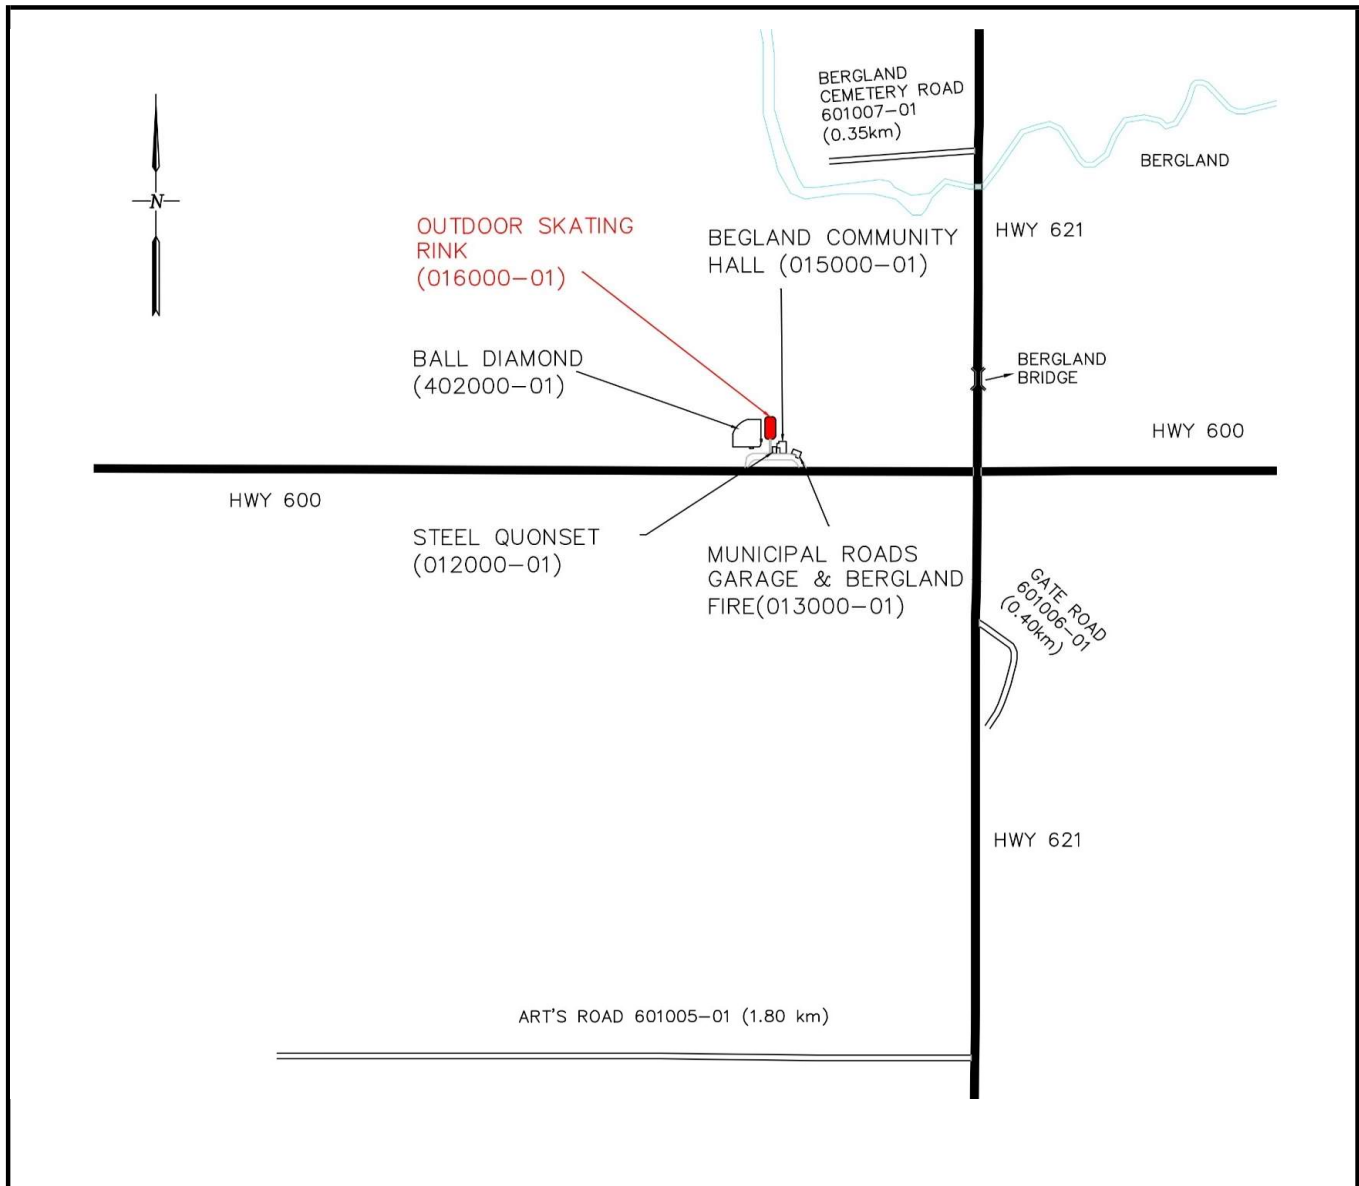 BERGLAND
CEMETERY ROAD
601007-01
(0.35km)
BERGLAND
N
OUTDOOR SKATING
RINK
(016000-01)
BEGLAND COMMUNITY
HALL (015000-01)
HWY 621
BALL DIAMOND
(402000-01)
BERGLAND
BRIDGE
HWY 600
HWY 600
STEEL QUONSET
(012000-01)
MUNICIPAL ROADS
GARAGE & BERGLAND
FIRE(013000-01)
GATE ROAD
601006-01
(0.40km)
HWY 621
ART'S ROAD 601005-01 (1.80 km)